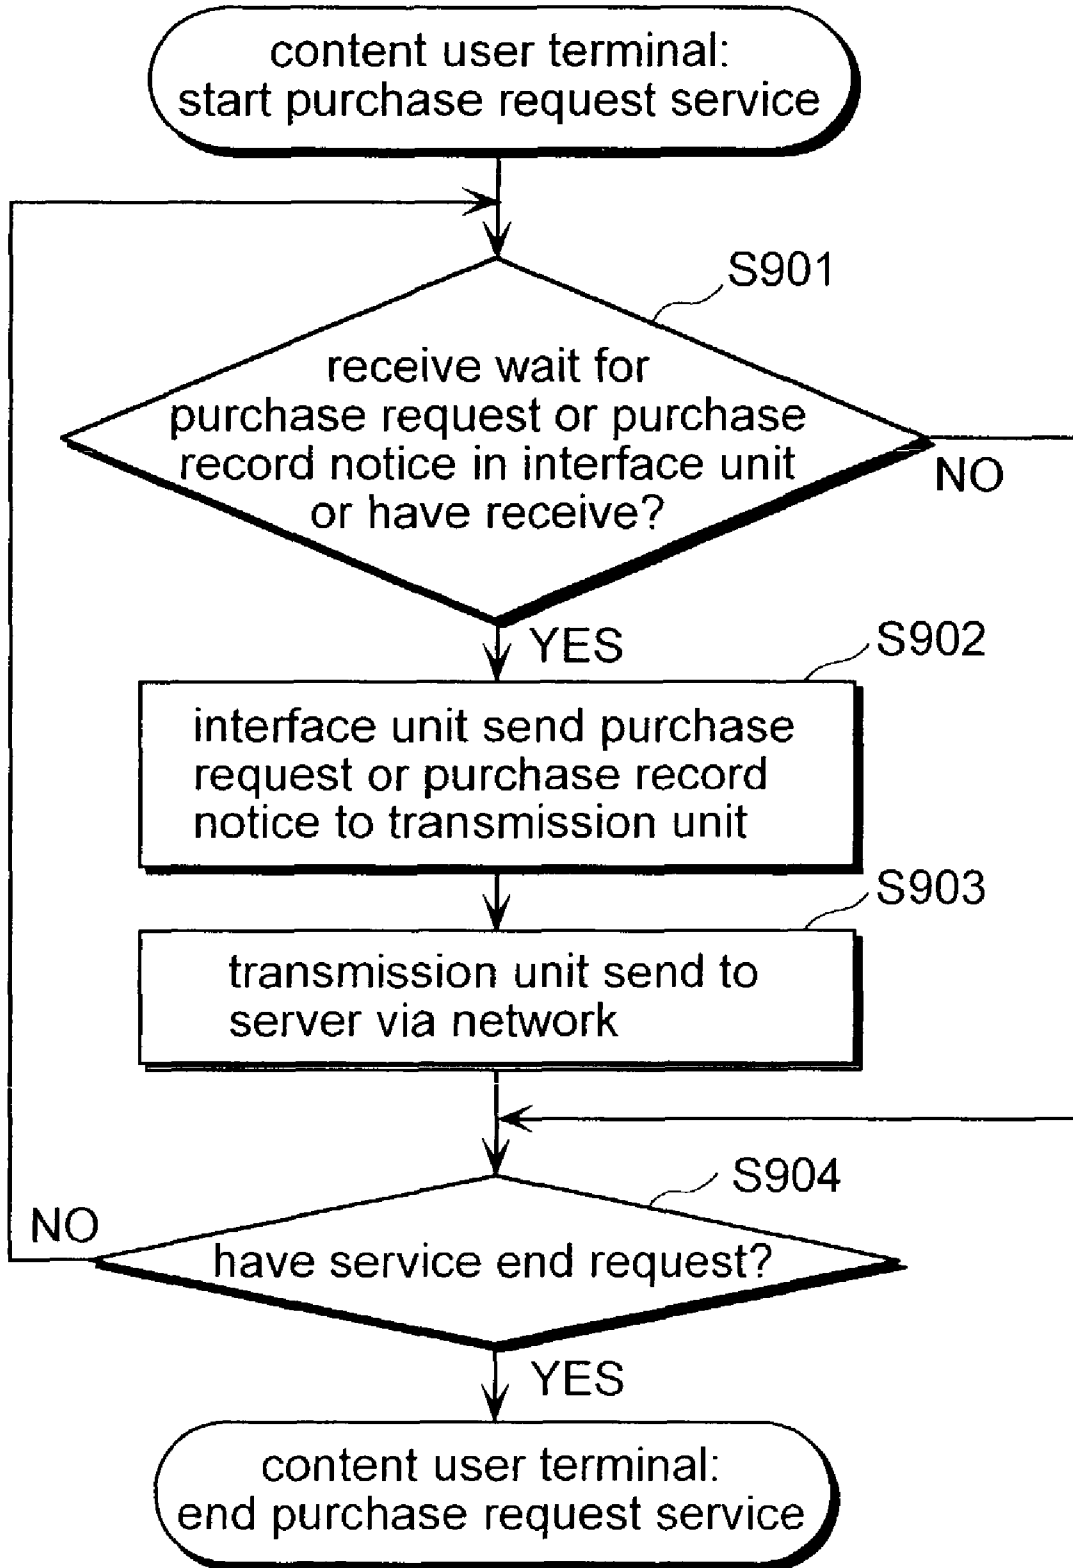 content user terminal:
start purchase request service
S901
receive wait for
purchase request or purchase
record notice in interface unit
or have receive?
NO
YES
S902
interface unit send purchase
request or purchase record
notice to transmission unit
S903
transmission unit send to
server via network
S904
NO
have service end request?
YES
content user terminal:
end purchase request service